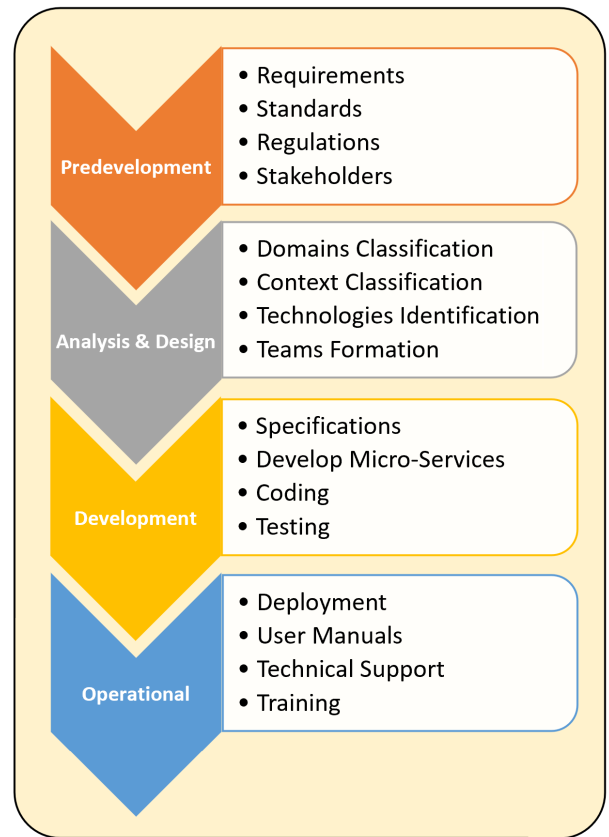 Predevelopment
• Requirements
• Standards
• Regulations
• Stakeholders
Analysis & Design
• Domains Classification
• Context Classification
• Technologies Identification
• Teams Formation
Development
• Specifications
• Develop Micro-Services
• Coding
• Testing
Operational
• Deployment
• User Manuals
• Technical Support
• Training